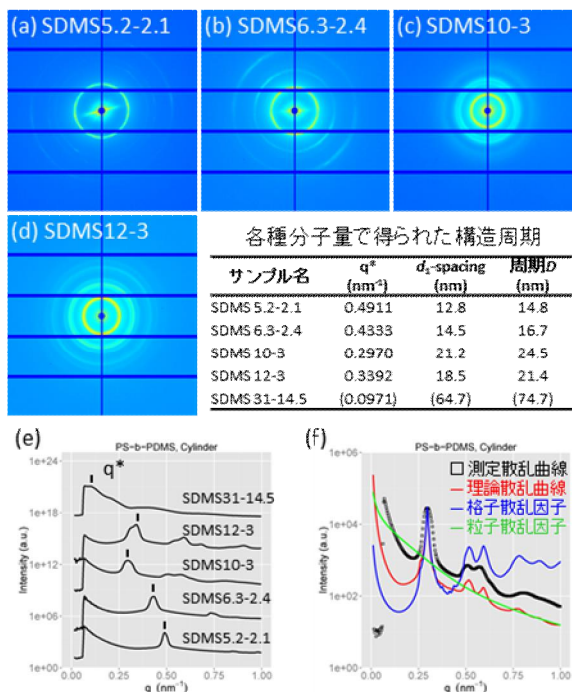 (a) SDMS5.2-2.1
(b) SDMS6.3-2.4
(c) SDMS10-3
(d) SDMS12-3
各種分子量で得られた構造周期
サンプル名 q* (nm⁻¹) d₁-spacing (nm) 周期D (nm)
SDMS 5.2-2.1 0.4911 12.8 14.8
SDMS 6.3-2.4 0.4333 14.5 16.7
SDMS 10-3 0.2970 21.2 24.5
SDMS 12-3 0.3392 18.5 21.4
SDMS 31-14.5 (0.0971) (64.7) (74.7)
(e)
PS-b-PDMS, Cylinder
q*
SDMS31-14.5
SDMS12-3
SDMS10-3
SDMS6.3-2.4
SDMS5.2-2.1
Intensity (a.u.)
1e+24
1e+18
1e+12
1e+06
1e+00
0.00 0.25 0.50 0.75 1.00
q (nm⁻¹)
(f)
PS-b-PDMS, Cylinder
測定散乱曲線
理論散乱曲線
格子散乱因子
粒子散乱因子
Intensity (a.u.)
1e+06
1e+04
1e+02
1e+00
0.00 0.25 0.50 0.75 1.00
q (nm⁻¹)